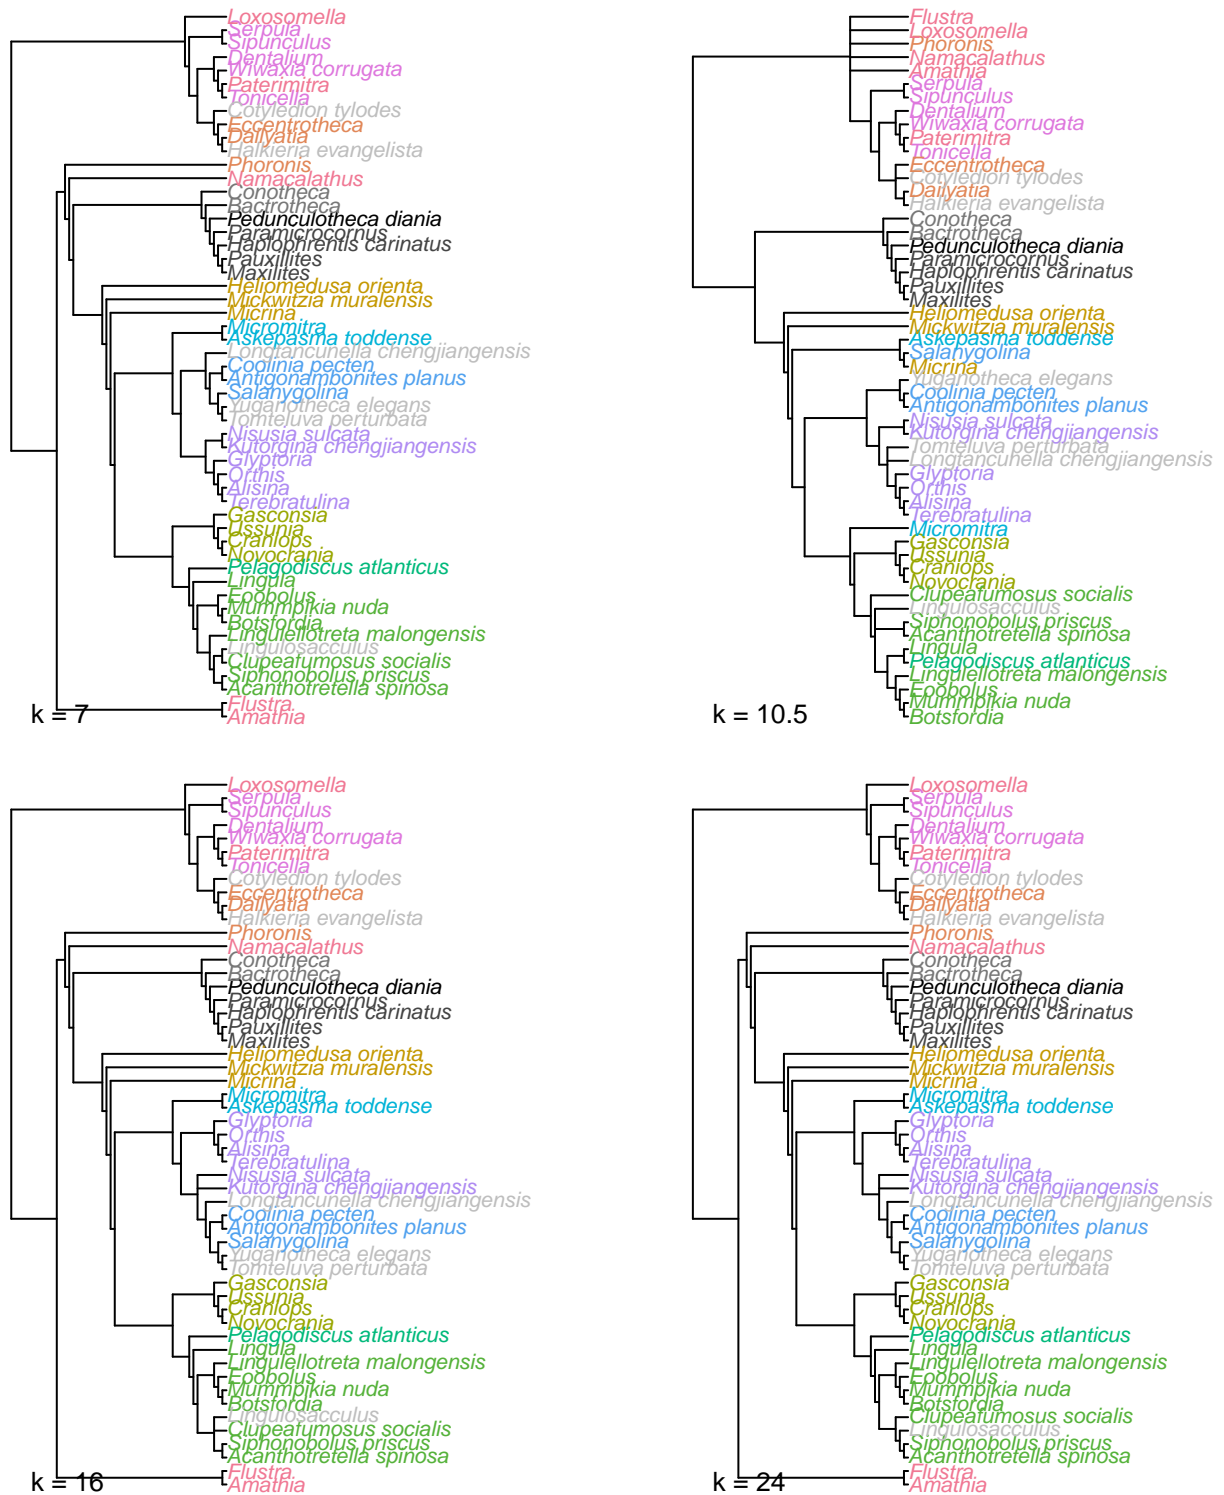 Loxosomella
Serpula
Sipunculus
Dentalium
Wiwaxia corrugata
Paterimitra
Tonicella
Cotyledion tylodes
Eccentrotheca
Dailyatia
Halkieria evangelista
Phoronis
Namacalathus
Conotheca
Bactrotheca
Pedunculotheca diania
Paramicrocornus
Haplophrentis carinatus
Pauxillites
Maxilites
Heliomedusa orienta
Mickwitzia muralensis
Micrina
Micromitra
Askepasma toddense
Longtancunella chengjiangensis
Coolinia pecten
Antigonambonites planus
Salanygolina
Yuganotheca elegans
Tomteluva perturbata
Nisusia sulcata
Kutorgina chengjiangensis
Glyptoria
Orthis
Alisina
Terebratulina
Gasconsia
Ussunia
Craniops
Novocrania
Pelagodiscus atlanticus
Lingula
Eoobolus
Mummpikia nuda
Botsfordia
Lingulellotreta malongensis
Lingulosacculus
Clupeafumosus socialis
Siphonobolus priscus
Acanthotretella spinosa
Flustra
Amathia
k = 7
Flustra
Loxosomella
Phoronis
Namacalathus
Amathia
Serpula
Sipunculus
Dentalium
Wiwaxia corrugata
Paterimitra
Tonicella
Eccentrotheca
Cotyledion tylodes
Dailyatia
Halkieria evangelista
Conotheca
Bactrotheca
Pedunculotheca diania
Paramicrocornus
Haplophrentis carinatus
Pauxillites
Maxilites
Heliomedusa orienta
Mickwitzia muralensis
Askepasma toddense
Salanygolina
Micrina
Yuganotheca elegans
Coolinia pecten
Antigonambonites planus
Nisusia sulcata
Kutorgina chengjiangensis
Tomteluva perturbata
Longtancunella chengjiangensis
Glyptoria
Orthis
Alisina
Terebratulina
Micromitra
Gasconsia
Ussunia
Craniops
Novocrania
Clupeafumosus socialis
Lingulosacculus
Siphonobolus priscus
Acanthotretella spinosa
Lingula
Pelagodiscus atlanticus
Lingulellotreta malongensis
Eoobolus
Mummpikia nuda
Botsfordia
k = 10.5
Loxosomella
Serpula
Sipunculus
Dentalium
Wiwaxia corrugata
Paterimitra
Tonicella
Cotyledion tylodes
Eccentrotheca
Dailyatia
Halkieria evangelista
Phoronis
Namacalathus
Conotheca
Bactrotheca
Pedunculotheca diania
Paramicrocornus
Haplophrentis carinatus
Pauxillites
Maxilites
Heliomedusa orienta
Mickwitzia muralensis
Micrina
Micromitra
Askepasma toddense
Glyptoria
Orthis
Alisina
Terebratulina
Nisusia sulcata
Kutorgina chengjiangensis
Longtancunella chengjiangensis
Coolinia pecten
Antigonambonites planus
Salanygolina
Yuganotheca elegans
Tomteluva perturbata
Gasconsia
Ussunia
Craniops
Novocrania
Pelagodiscus atlanticus
Lingula
Lingulellotreta malongensis
Eoobolus
Mummpikia nuda
Botsfordia
Lingulosacculus
Clupeafumosus socialis
Siphonobolus priscus
Acanthotretella spinosa
Flustra
Amathia
k = 16
Loxosomella
Serpula
Sipunculus
Dentalium
Wiwaxia corrugata
Paterimitra
Tonicella
Cotyledion tylodes
Eccentrotheca
Dailyatia
Halkieria evangelista
Phoronis
Namacalathus
Conotheca
Bactrotheca
Pedunculotheca diania
Paramicrocornus
Haplophrentis carinatus
Pauxillites
Maxilites
Heliomedusa orienta
Mickwitzia muralensis
Micrina
Micromitra
Askepasma toddense
Glyptoria
Orthis
Alisina
Terebratulina
Nisusia sulcata
Kutorgina chengjiangensis
Longtancunella chengjiangensis
Coolinia pecten
Antigonambonites planus
Salanygolina
Yuganotheca elegans
Tomteluva perturbata
Gasconsia
Ussunia
Craniops
Novocrania
Pelagodiscus atlanticus
Lingula
Lingulellotreta malongensis
Eoobolus
Mummpikia nuda
Botsfordia
Clupeafumosus socialis
Lingulosacculus
Siphonobolus priscus
Acanthotretella spinosa
Flustra
Amathia
k = 24